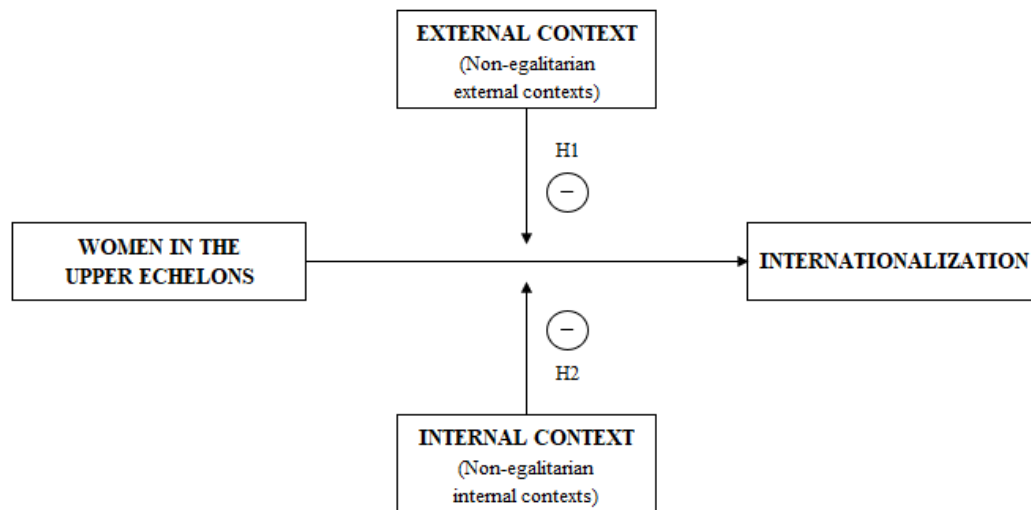 EXTERNAL CONTEXT
(Non-egalitarian
external contexts)
H1
−
WOMEN IN THE
UPPER ECHELONS
INTERNATIONALIZATION
−
H2
INTERNAL CONTEXT
(Non-egalitarian
internal contexts)